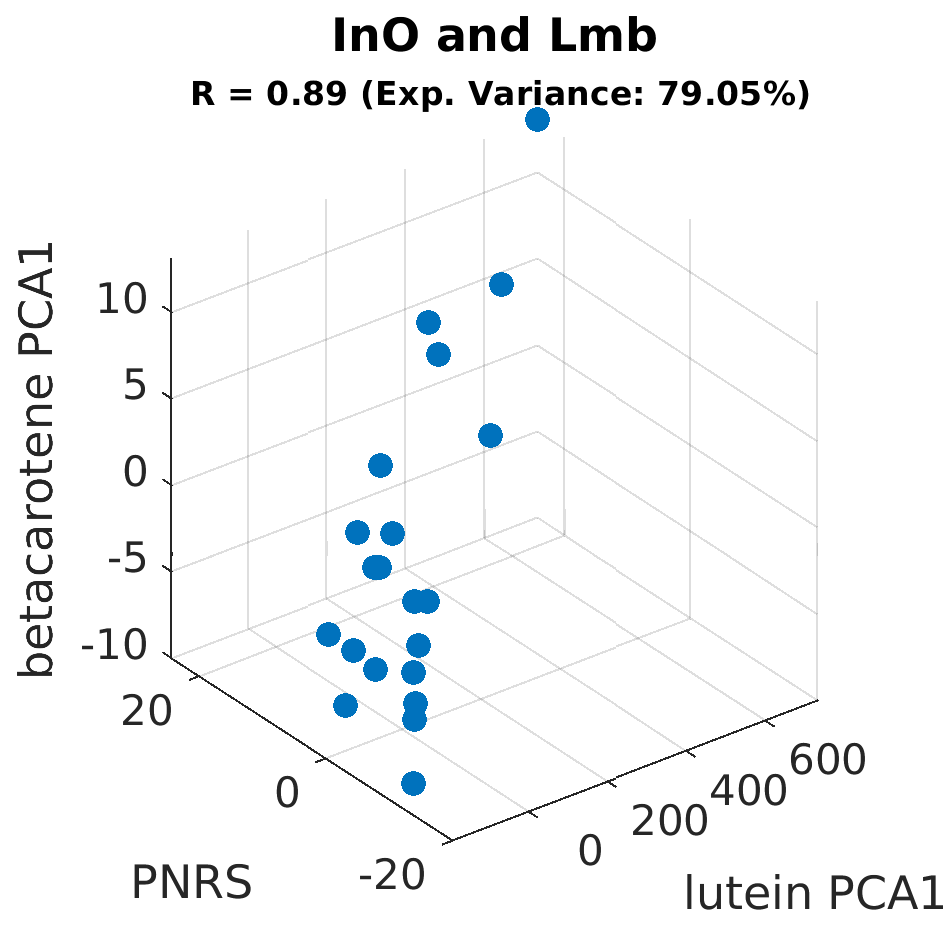 InO and Lmb
R = 0.89 (Exp. Variance: 79.05%)
betacarotene PCA1
10
5
0
-5
-10
20
0
-20
PNRS
0
200
400
600
lutein PCA1